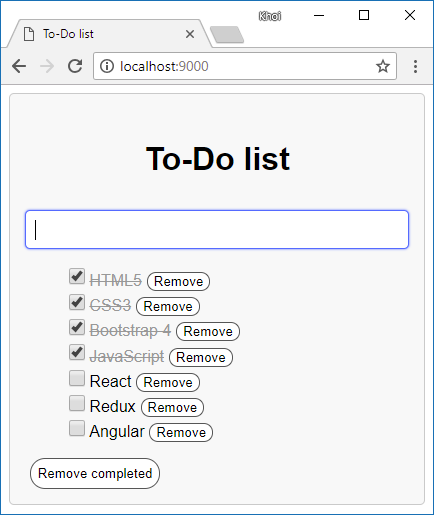 Khoi
To-Do list
localhost:9000
To-Do list
HTML5 Remove
CSS3 Remove
Bootstrap 4 Remove
JavaScript Remove
React Remove
Redux Remove
Angular Remove
Remove completed